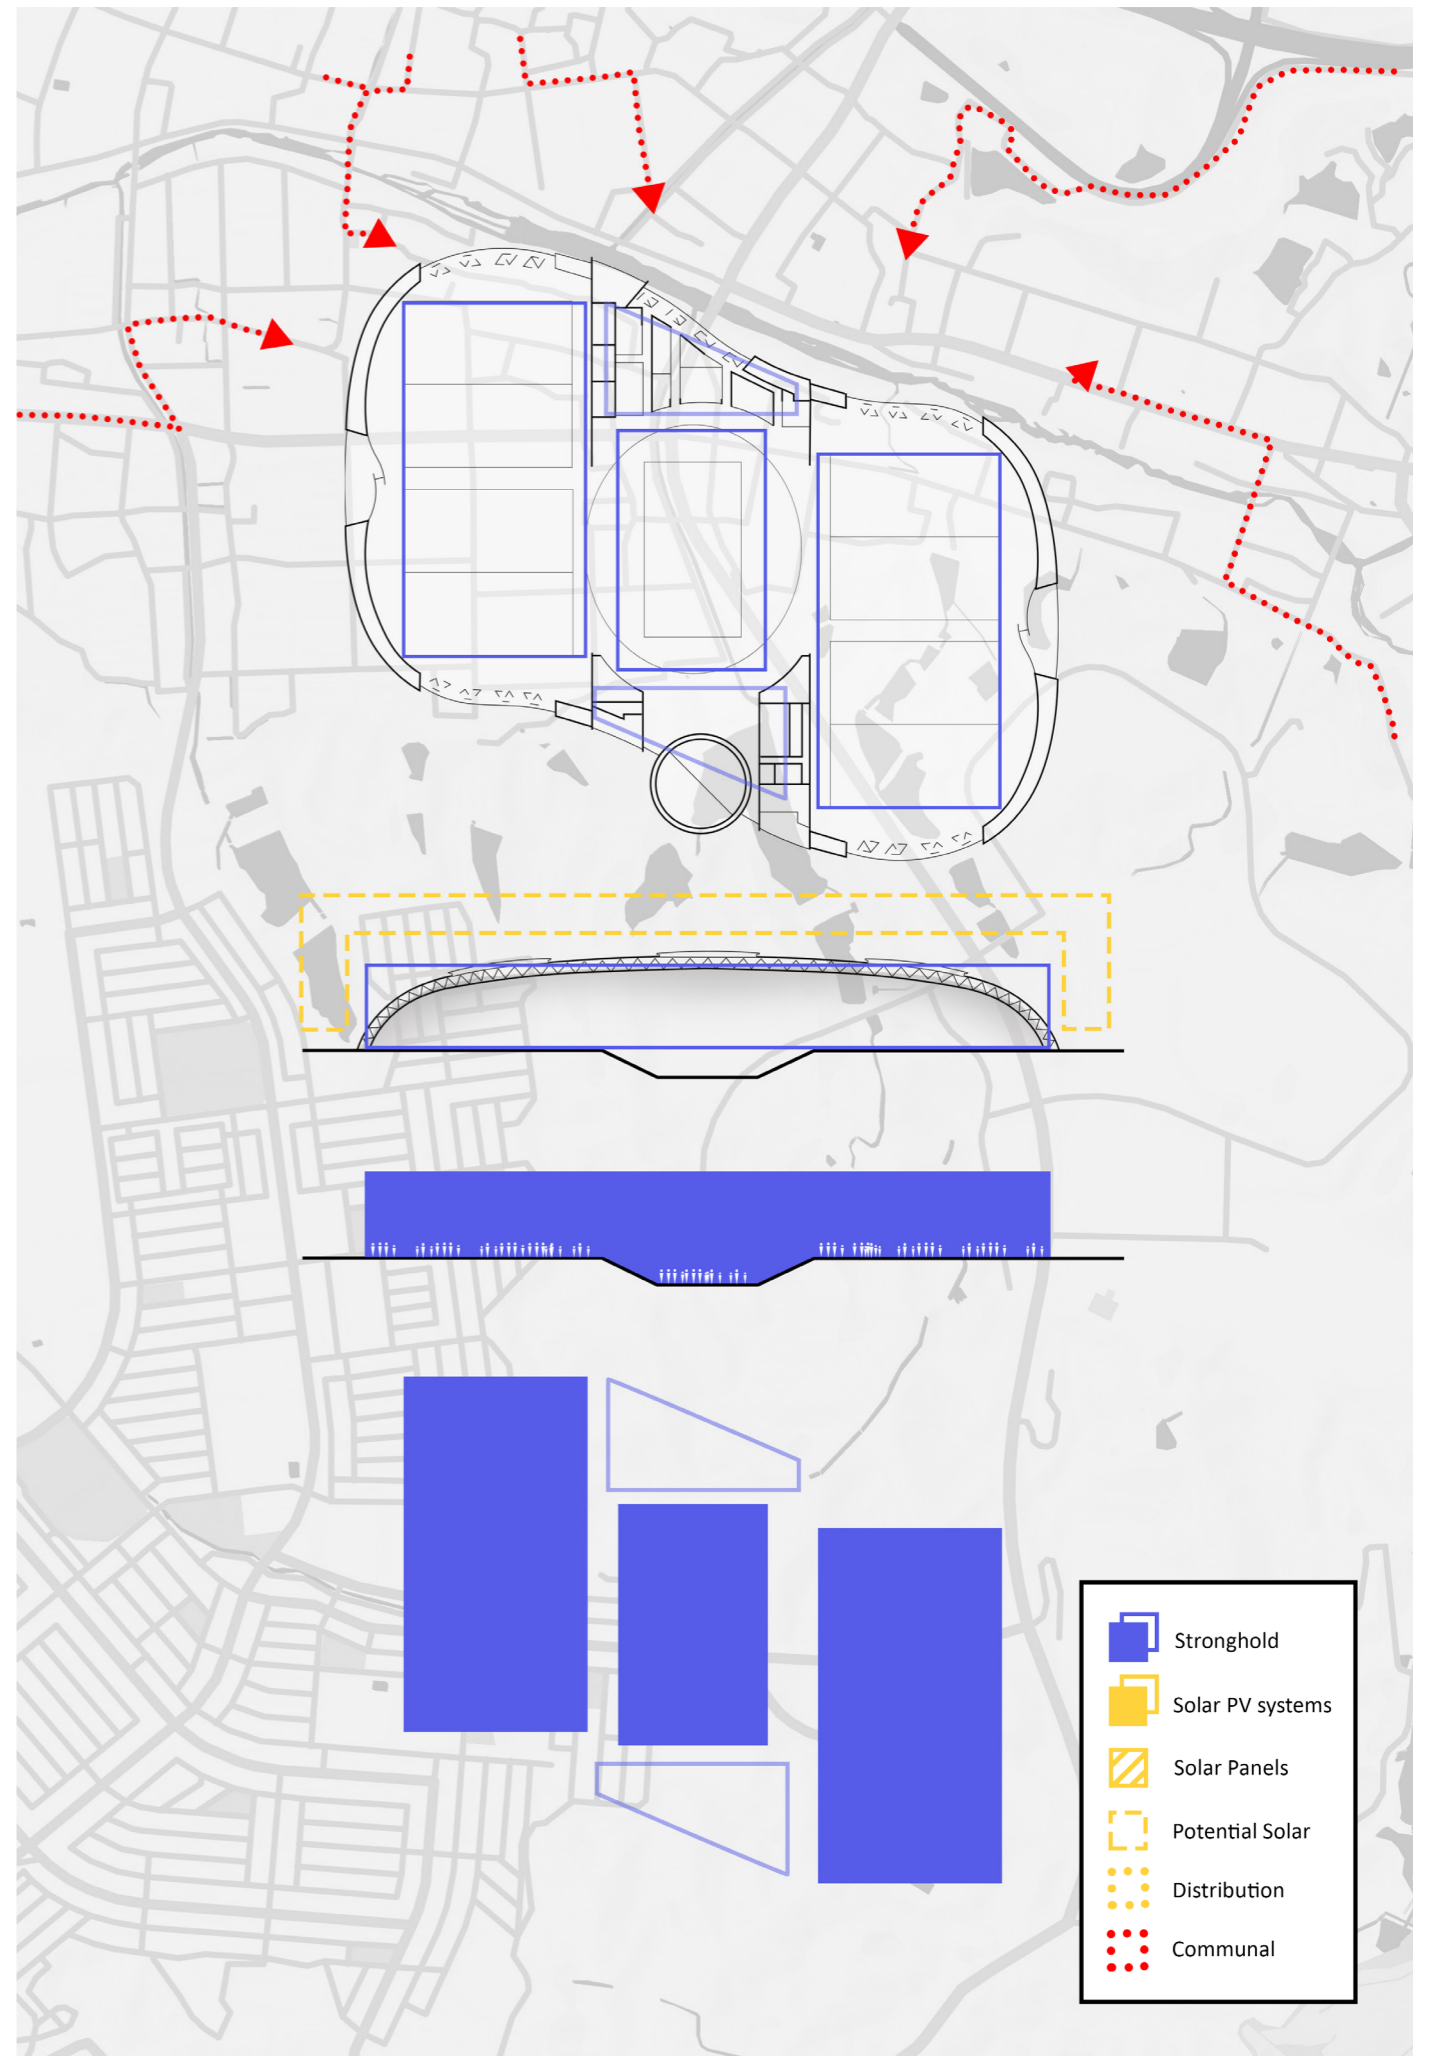 Stronghold
Solar PV systems
Solar Panels
Potential Solar
Distribution
Communal